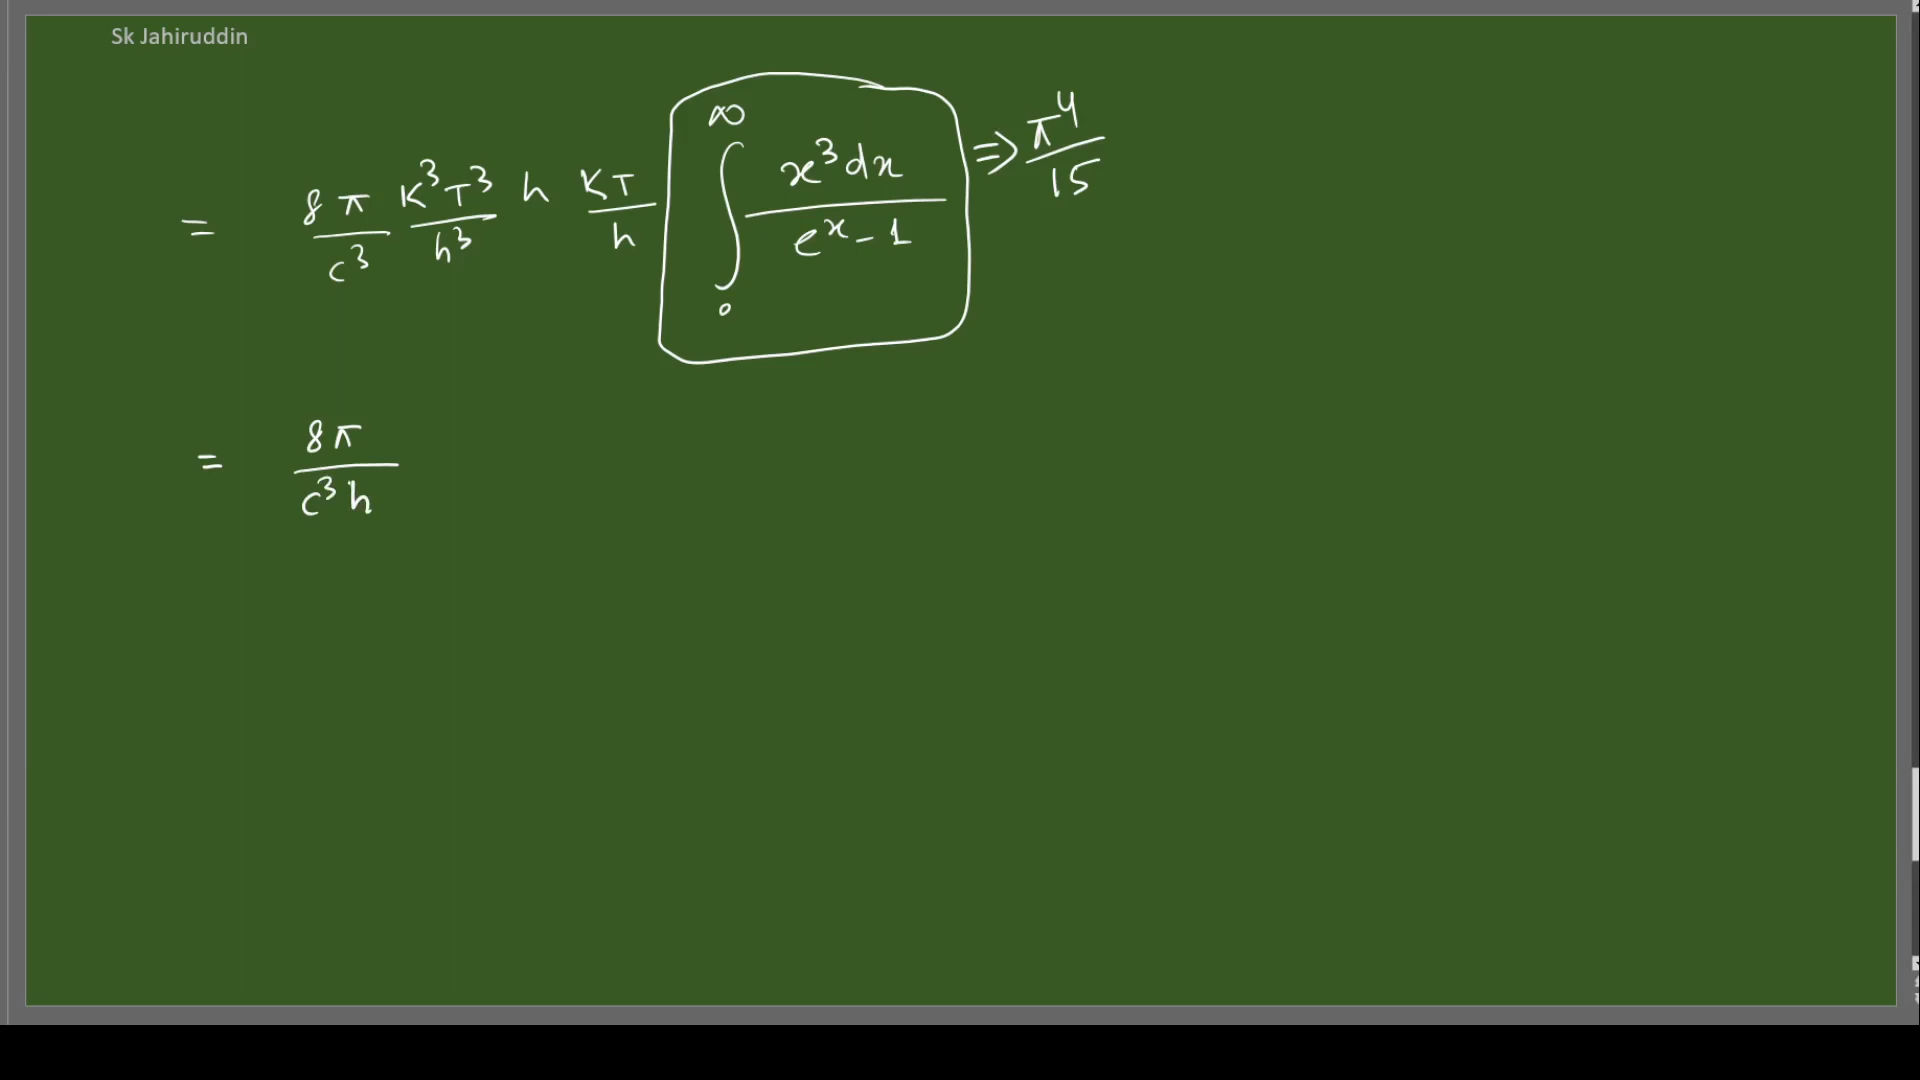 Sk Jahiruddin
= 8π/c³ K³T³/h³ h KT/h ∫₀^∞ x³dx/(eˣ - 1) ⇒ π⁴/15
= 8π/c³h